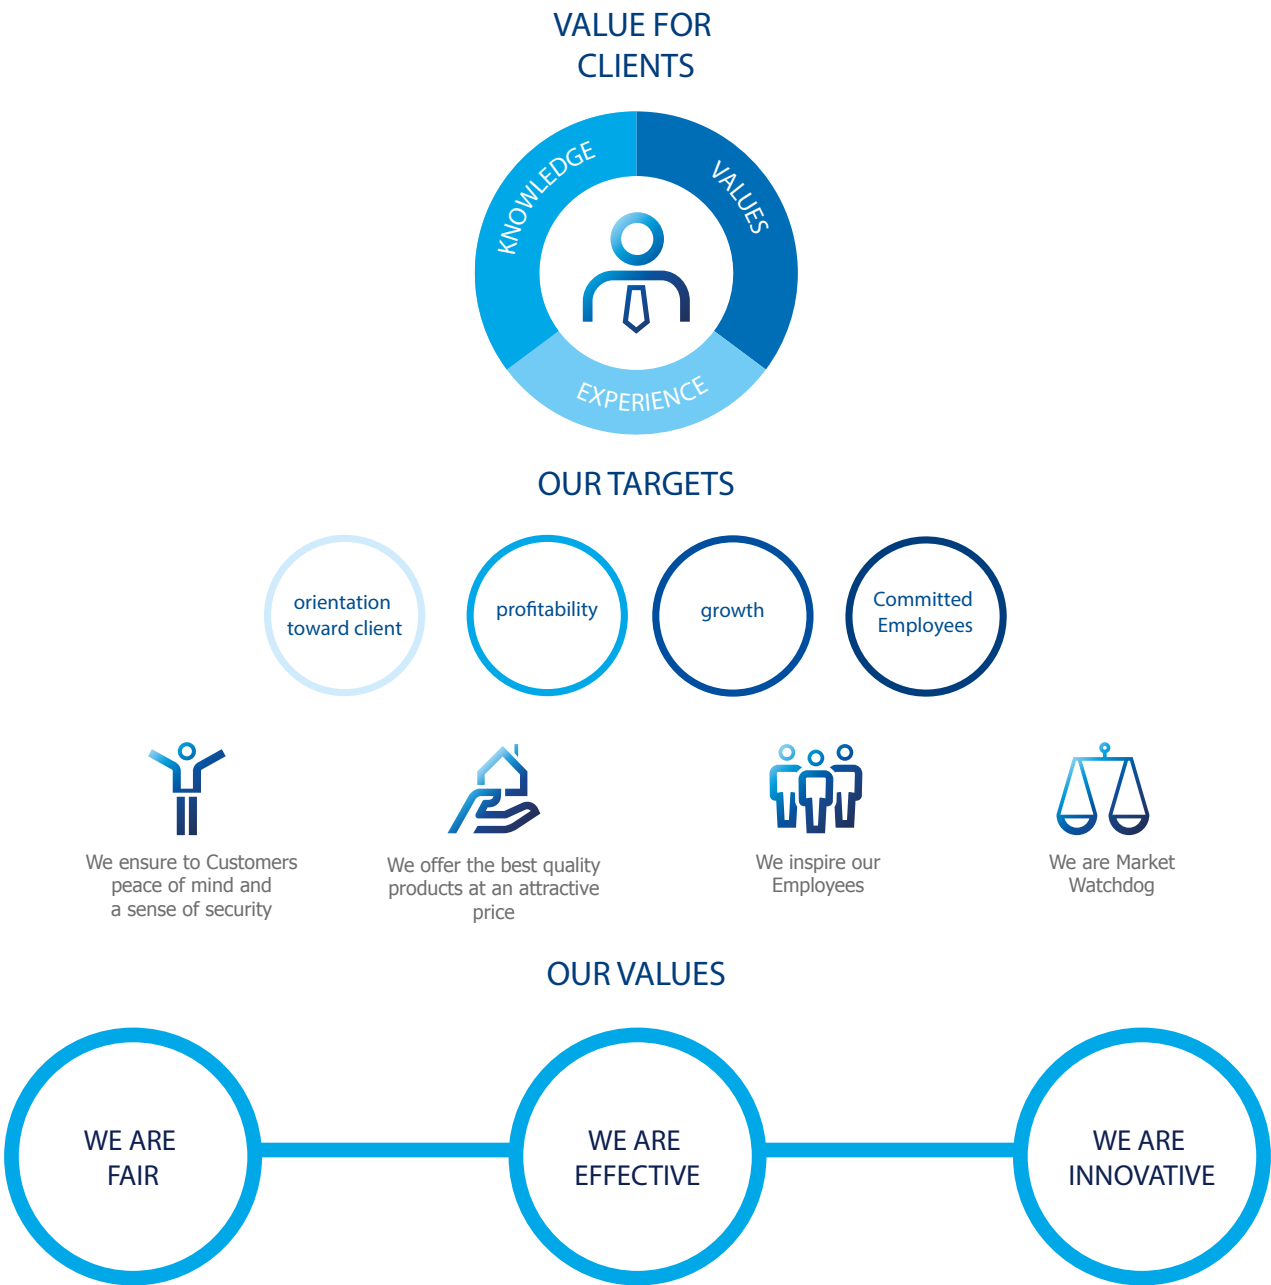 VALUE FOR
CLIENTS
KNOWLEDGE
VALUES
EXPERIENCE
OUR TARGETS
orientation
toward client
profitability
growth
Committed
Employees
We ensure to Customers
peace of mind and
a sense of security
We offer the best quality
products at an attractive
price
We inspire our
Employees
We are Market
Watchdog
OUR VALUES
WE ARE
FAIR
WE ARE
EFFECTIVE
WE ARE
INNOVATIVE